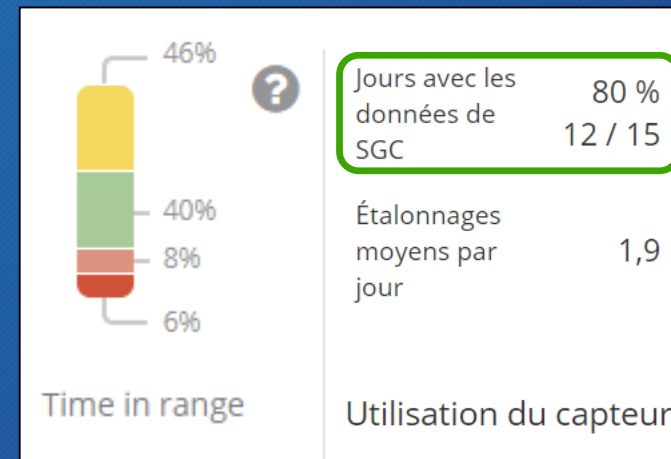 46%
?
40%
8%
6%
Time in range
Jours avec les
données de
SGC
80 %
12 / 15
Étalonnages
moyens par
jour
1,9
Utilisation du capteur